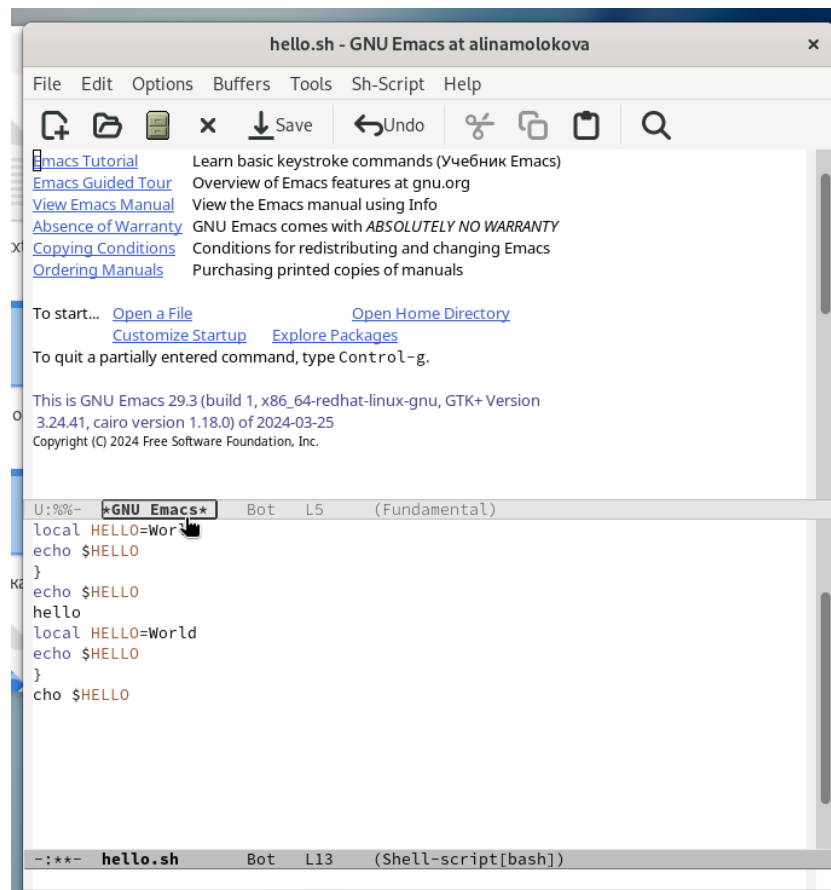 hello.sh - GNU Emacs at alinamolokova
File Edit Options Buffers Tools Sh-Script Help
Save Undo
Emacs Tutorial Learn basic keystroke commands (Учебник Emacs)
Emacs Guided Tour Overview of Emacs features at gnu.org
View Emacs Manual View the Emacs manual using Info
Absence of Warranty GNU Emacs comes with ABSOLUTELY NO WARRANTY
Copying Conditions Conditions for redistributing and changing Emacs
Ordering Manuals Purchasing printed copies of manuals
To start... Open a File Open Home Directory
Customize Startup Explore Packages
To quit a partially entered command, type Control-g.
This is GNU Emacs 29.3 (build 1, x86_64-redhat-linux-gnu, GTK+ Version
3.24.41, cairo version 1.18.0) of 2024-03-25
Copyright (C) 2024 Free Software Foundation, Inc.
U:%%- *GNU Emacs* Bot L5 (Fundamental)
local HELLO=World
echo $HELLO
}
echo $HELLO
hello
local HELLO=World
echo $HELLO
}
cho $HELLO
-:**- hello.sh Bot L13 (Shell-script[bash])